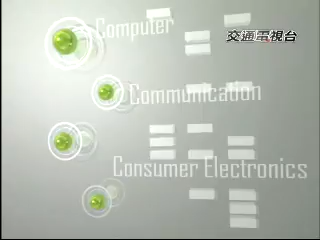 Computer
交通電視台
Communication
Consumer Electronics